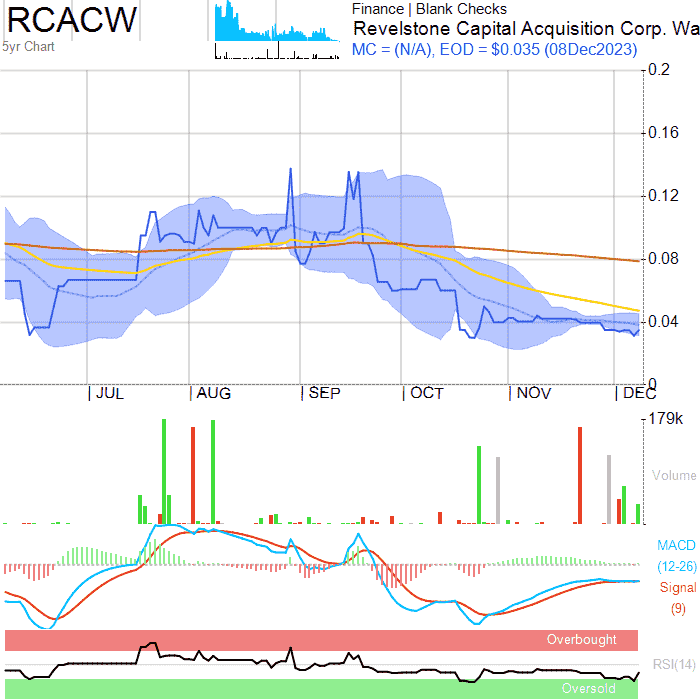 RCACW
5yr Chart
Finance | Blank Checks
Revelstone Capital Acquisition Corp. Wa
MC = (N/A), EOD = $0.035 (08Dec2023)
0.2
0.16
0.12
0.08
0.04
0
JUL AUG SEP OCT NOV DEC
179k
Volume
MACD
(12-26)
Signal
(9)
Overbought
RSI(14)
Oversold